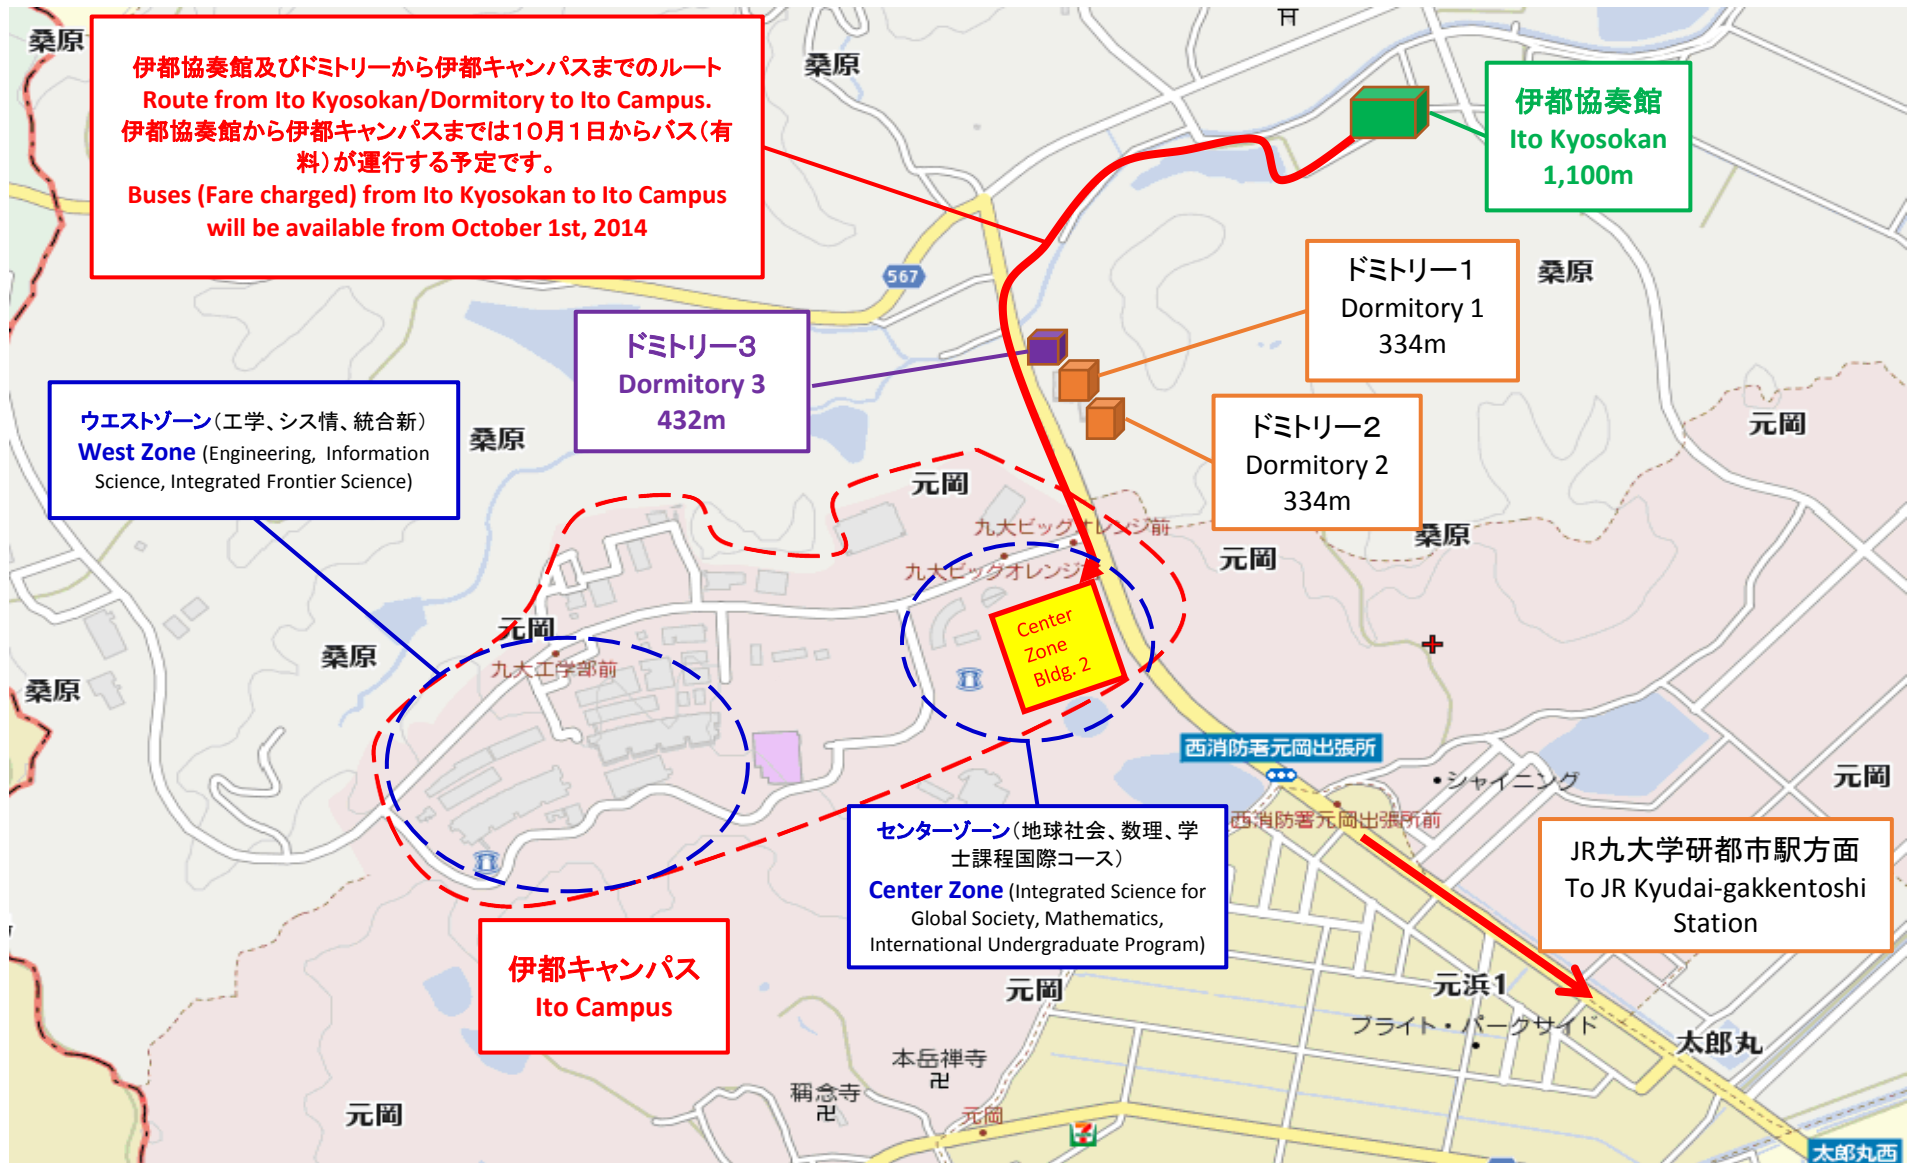 桑原
伊都協奏館及びドミトリーから伊都キャンパスまでのルート
Route from Ito Kyosokan/Dormitory to Ito Campus.
伊都協奏館から伊都キャンパスまでは10月1日からバス(有
料)が運行する予定です。
Buses (Fare charged) from Ito Kyosokan to Ito Campus
will be available from October 1st, 2014
桑原
伊都協奏館
Ito Kyosokan
1,100m
567
ドミトリー1
Dormitory 1
334m
桑原
ドミトリー3
Dormitory 3
432m
ドミトリー2
Dormitory 2
334m
元岡
ウエストゾーン(工学、シス情、統合新)
West Zone (Engineering, Information
Science, Integrated Frontier Science)
桑原
元岡
九大ビッグオレンジ前
九大ビッグオレンジ
元岡
桑原
Center
Zone
Bldg. 2
元岡
九大工学部前
桑原
桑原
西消防署元岡出張所
シャイニング
元岡
西消防署元岡出張所前
センターゾーン(地球社会、数理、学
士課程国際コース)
Center Zone (Integrated Science for
Global Society, Mathematics,
International Undergraduate Program)
JR九大学研都市駅方面
To JR Kyudai-gakkentoshi
Station
伊都キャンパス
Ito Campus
元岡
元浜1
ブライト・パークサイド
太郎丸
本岳禅寺
稱念寺
元岡
元岡
7
太郎丸西